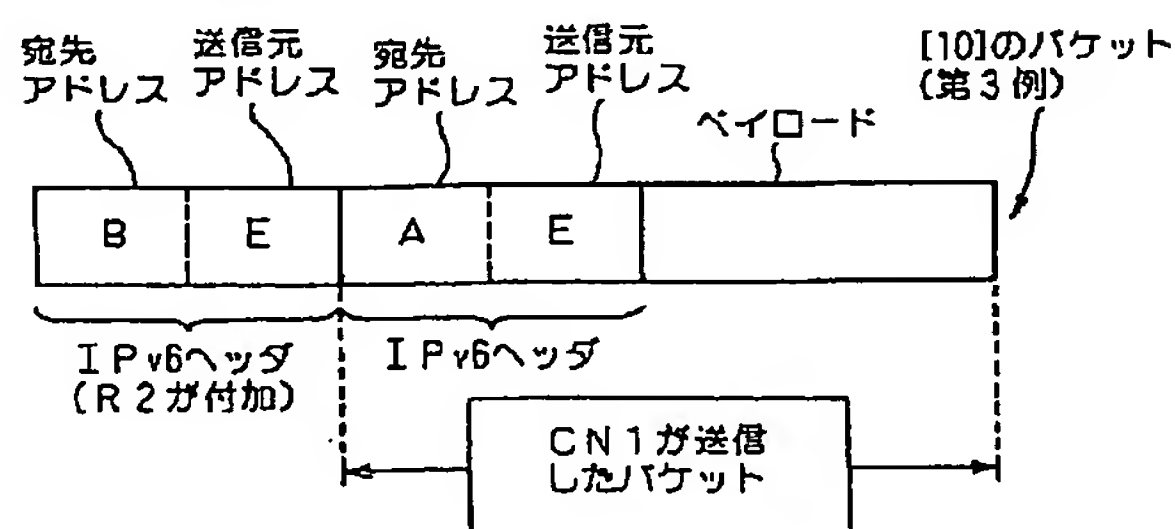 宛先
アドレス
送信元
アドレス
宛先
アドレス
送信元
アドレス
ペイロード
[10]のパケット
(第3例)
B
E
A
E
IPv6ヘッダ
(R2が付加)
IPv6ヘッダ
CN1が送信
したパケット